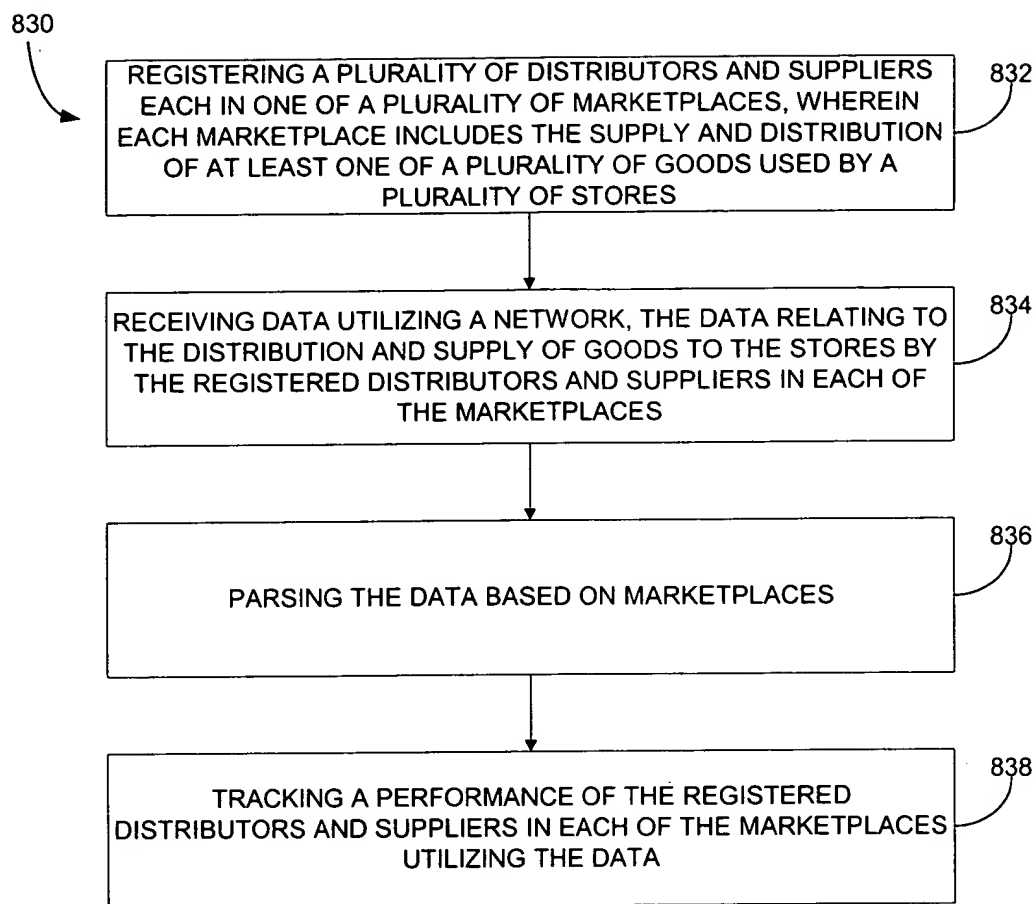 830
REGISTERING A PLURALITY OF DISTRIBUTORS AND SUPPLIERS
EACH IN ONE OF A PLURALITY OF MARKETPLACES, WHEREIN
EACH MARKETPLACE INCLUDES THE SUPPLY AND DISTRIBUTION
OF AT LEAST ONE OF A PLURALITY OF GOODS USED BY A
PLURALITY OF STORES
832
RECEIVING DATA UTILIZING A NETWORK, THE DATA RELATING TO
THE DISTRIBUTION AND SUPPLY OF GOODS TO THE STORES BY
THE REGISTERED DISTRIBUTORS AND SUPPLIERS IN EACH OF
THE MARKETPLACES
834
PARSING THE DATA BASED ON MARKETPLACES
836
TRACKING A PERFORMANCE OF THE REGISTERED
DISTRIBUTORS AND SUPPLIERS IN EACH OF THE MARKETPLACES
UTILIZING THE DATA
838